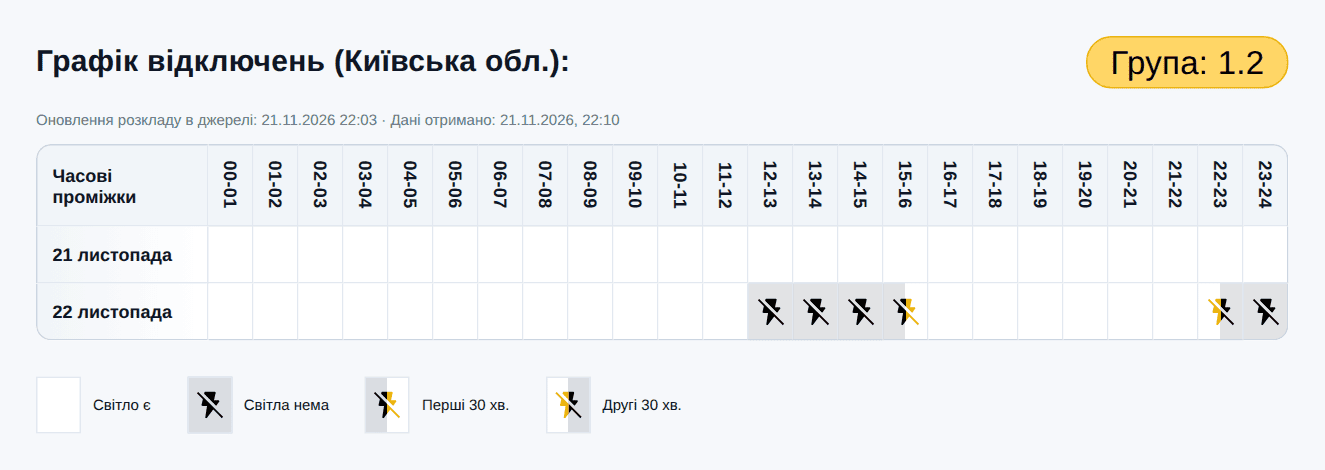 Графік відключень (Київська обл.):
Група: 1.2
Оновлення розкладу в джерелі: 21.11.2026 22:03 · Дані отримано: 21.11.2026, 22:10
Часові
проміжки
00-01
01-02
02-03
03-04
04-05
05-06
06-07
07-08
08-09
09-10
10-11
11-12
12-13
13-14
14-15
15-16
16-17
17-18
18-19
19-20
20-21
21-22
22-23
23-24
21 листопада
22 листопада
Світло є
Світла нема
Перші 30 хв.
Другі 30 хв.